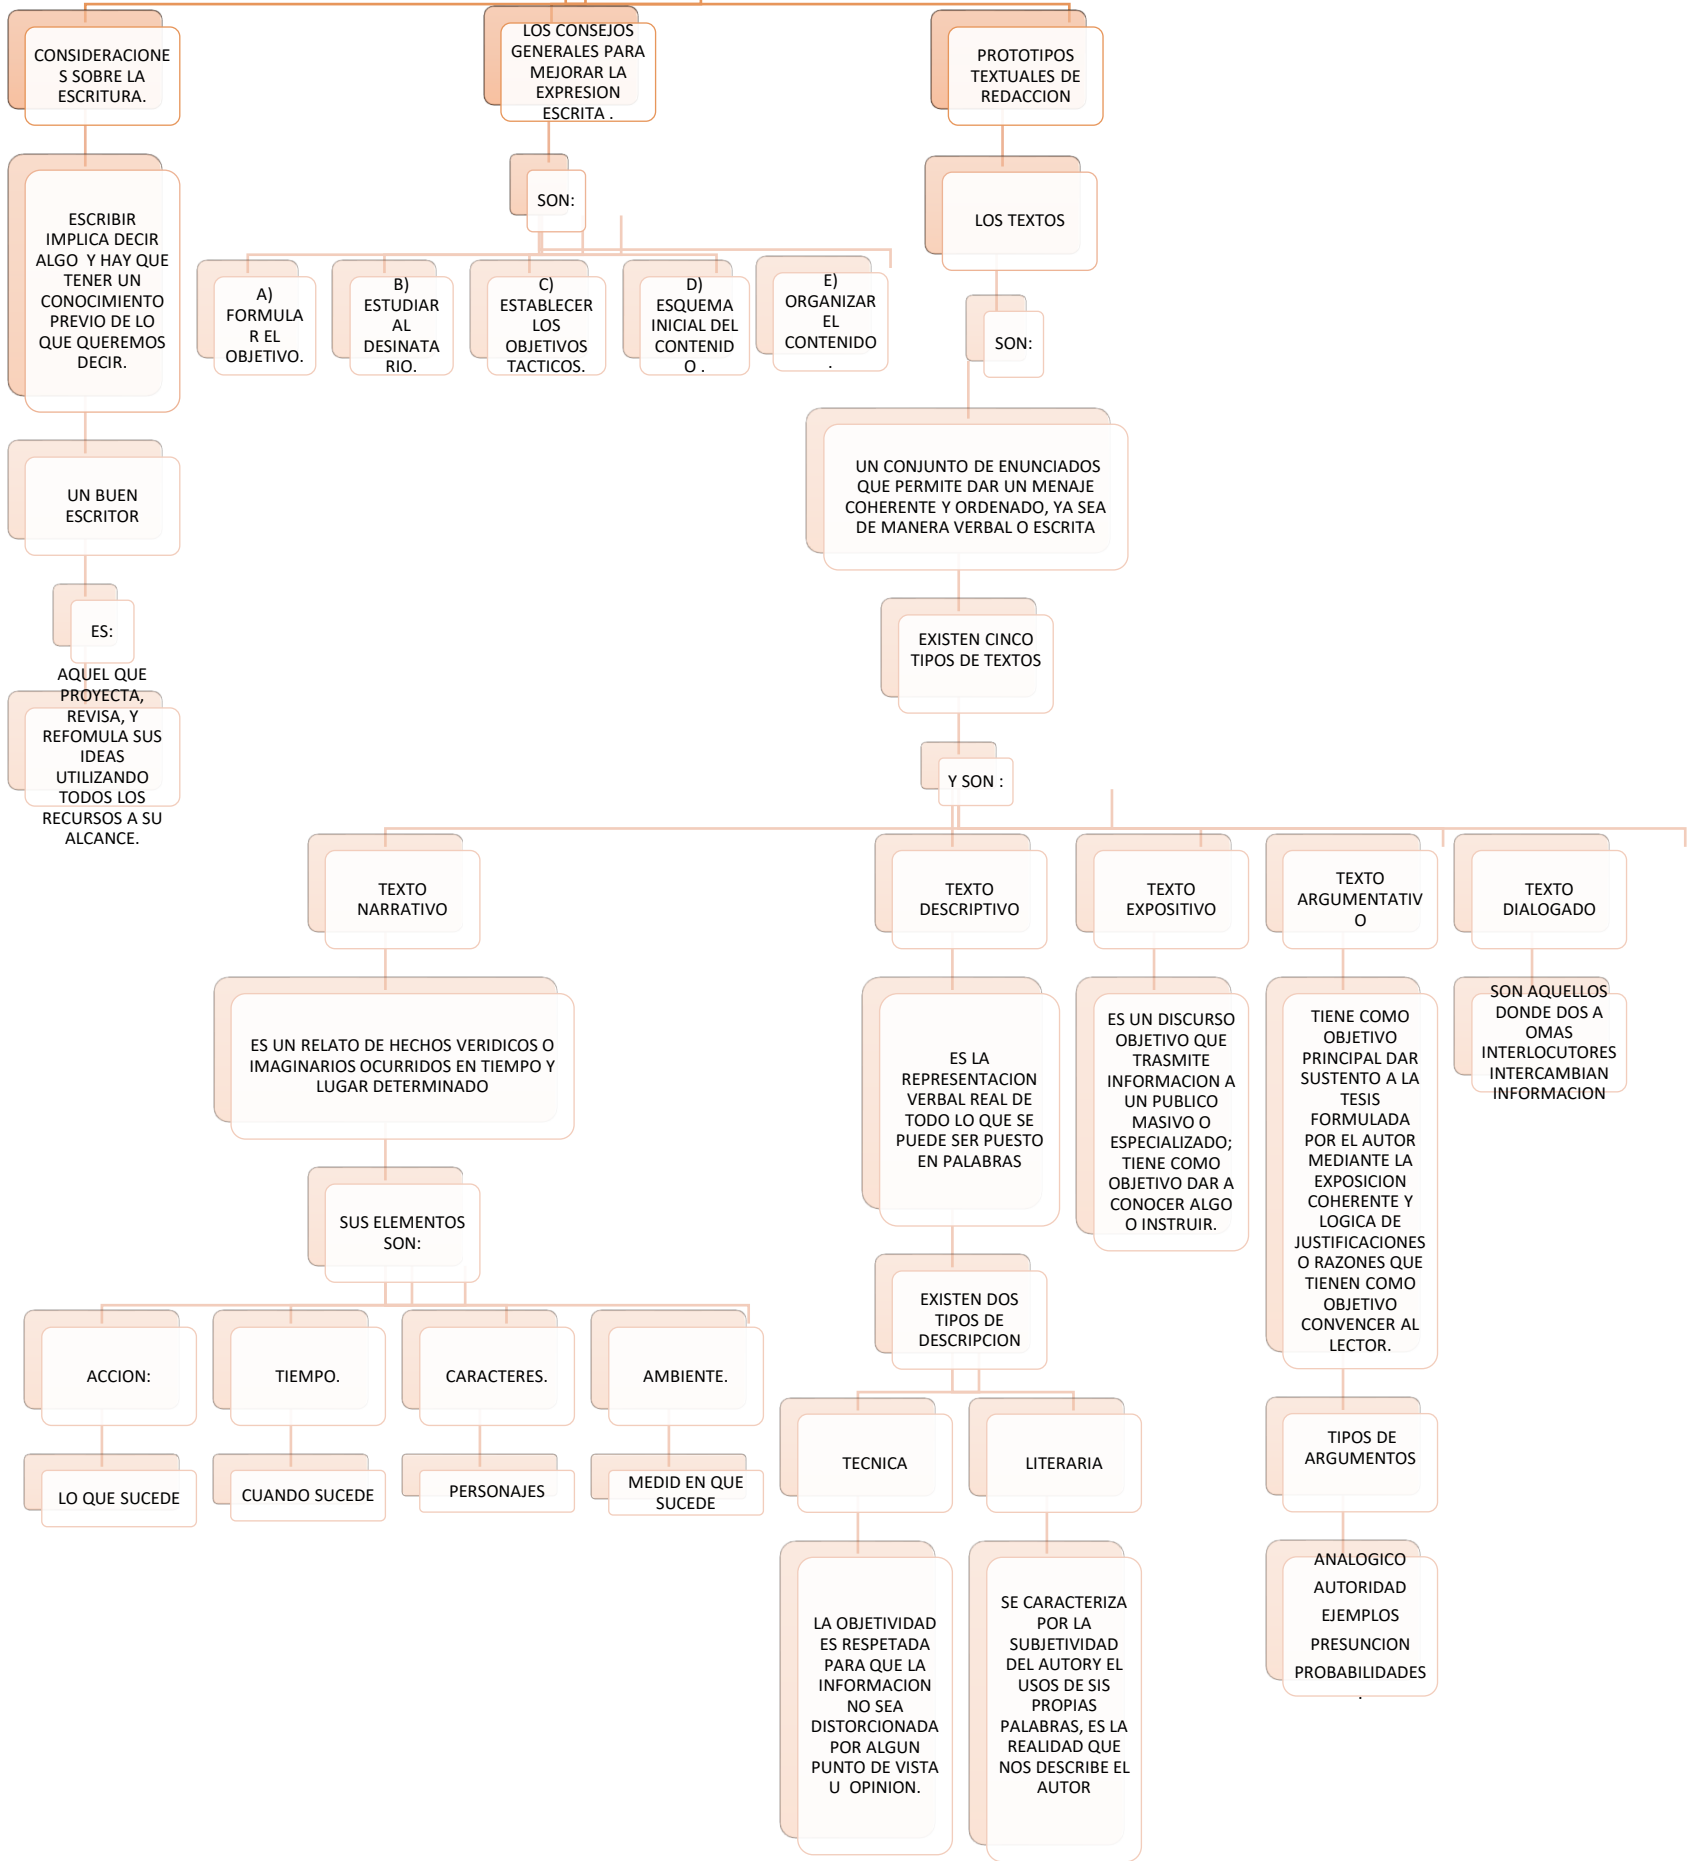 CONSIDERACIONE
S SOBRE LA
ESCRITURA.
ESCRIBIR
IMPLICA DECIR
ALGO Y HAY QUE
TENER UN
CONOCIMIENTO
PREVIO DE LO
QUE QUEREMOS
DECIR.
UN BUEN
ESCRITOR
ES:
AQUEL QUE
PROYECTA,
REVISA, Y
REFOMULA SUS
IDEAS
UTILIZANDO
TODOS LOS
RECURSOS A SU
ALCANCE.
LOS CONSEJOS
GENERALES PARA
MEJORAR LA
EXPRESION
ESCRITA .
SON:
A)
FORMULA
R EL
OBJETIVO.
B)
ESTUDIAR
AL
DESINATA
RIO.
C)
ESTABLECER
LOS
OBJETIVOS
TACTICOS.
D)
ESQUEMA
INICIAL DEL
CONTENID
O .
E)
ORGANIZAR
EL
CONTENIDO
.
PROTOTIPOS
TEXTUALES DE
REDACCION
LOS TEXTOS
SON:
UN CONJUNTO DE ENUNCIADOS
QUE PERMITE DAR UN MENAJE
COHERENTE Y ORDENADO, YA SEA
DE MANERA VERBAL O ESCRITA
EXISTEN CINCO
TIPOS DE TEXTOS
Y SON :
TEXTO
NARRATIVO
ES UN RELATO DE HECHOS VERIDICOS O
IMAGINARIOS OCURRIDOS EN TIEMPO Y
LUGAR DETERMINADO
SUS ELEMENTOS
SON:
ACCION:
LO QUE SUCEDE
TIEMPO.
CUANDO SUCEDE
CARACTERES.
PERSONAJES
AMBIENTE.
MEDID EN QUE
SUCEDE
TEXTO
DESCRIPTIVO
ES LA
REPRESENTACION
VERBAL REAL DE
TODO LO QUE SE
PUEDE SER PUESTO
EN PALABRAS
EXISTEN DOS
TIPOS DE
DESCRIPCION
TECNICA
LA OBJETIVIDAD
ES RESPETADA
PARA QUE LA
INFORMACION
NO SEA
DISTORCIONADA
POR ALGUN
PUNTO DE VISTA
U OPINION.
LITERARIA
SE CARACTERIZA
POR LA
SUBJETIVIDAD
DEL AUTORY EL
USOS DE SIS
PROPIAS
PALABRAS, ES LA
REALIDAD QUE
NOS DESCRIBE EL
AUTOR
TEXTO
EXPOSITIVO
ES UN DISCURSO
OBJETIVO QUE
TRASMITE
INFORMACION A
UN PUBLICO
MASIVO O
ESPECIALIZADO;
TIENE COMO
OBJETIVO DAR A
CONOCER ALGO
O INSTRUIR.
TEXTO
ARGUMENTATIV
O
TIENE COMO
OBJETIVO
PRINCIPAL DAR
SUSTENTO A LA
TESIS
FORMULADA
POR EL AUTOR
MEDIANTE LA
EXPOSICION
COHERENTE Y
LOGICA DE
JUSTIFICACIONES
O RAZONES QUE
TIENEN COMO
OBJETIVO
CONVENCER AL
LECTOR.
TIPOS DE
ARGUMENTOS
ANALOGICO
AUTORIDAD
EJEMPLOS
PRESUNCION
PROBABILIDADES
.
TEXTO
DIALOGADO
SON AQUELLOS
DONDE DOS A
OMAS
INTERLOCUTORES
INTERCAMBIAN
INFORMACION